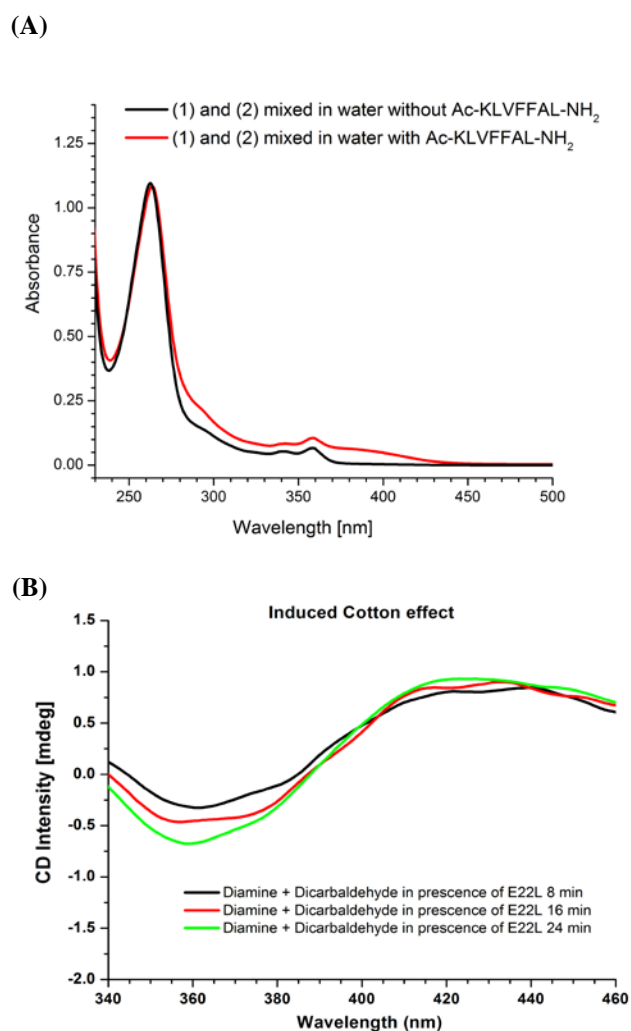 (A)
(1) and (2) mixed in water without Ac-KLVFFAL-NH2
(1) and (2) mixed in water with Ac-KLVFFAL-NH2
1.25
1.00
0.75
0.50
0.25
0.00
Absorbance
250 300 350 400 450 500
Wavelength [nm]
(B)
Induced Cotton effect
1.5
1.0
0.5
0.0
-0.5
-1.0
-1.5
-2.0
CD Intensity [mdeg]
Diamine + Dicarbaldehyde in prescence of E22L 8 min
Diamine + Dicarbaldehyde in prescence of E22L 16 min
Diamine + Dicarbaldehyde in prescence of E22L 24 min
340 360 380 400 420 440 460
Wavelength (nm)